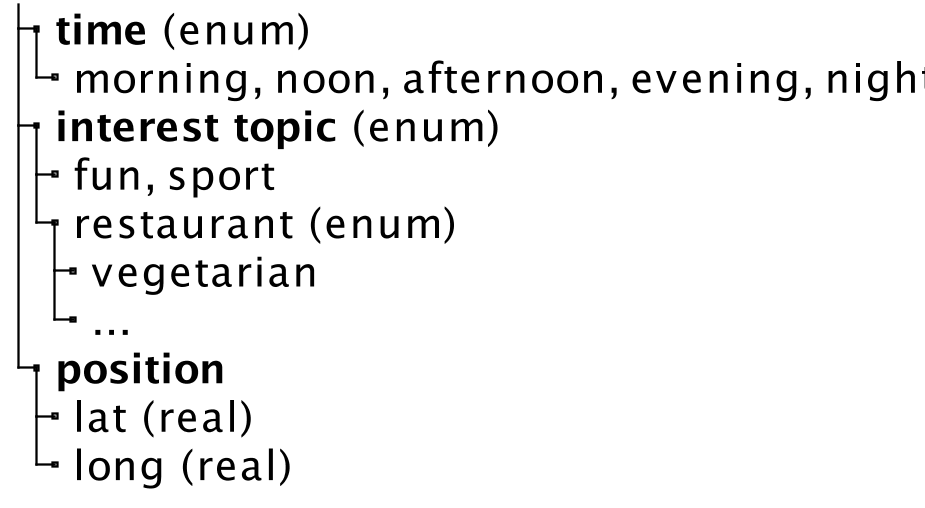 time (enum)
morning, noon, afternoon, evening, night
interest topic (enum)
fun, sport
restaurant (enum)
vegetarian
...
position
lat (real)
long (real)